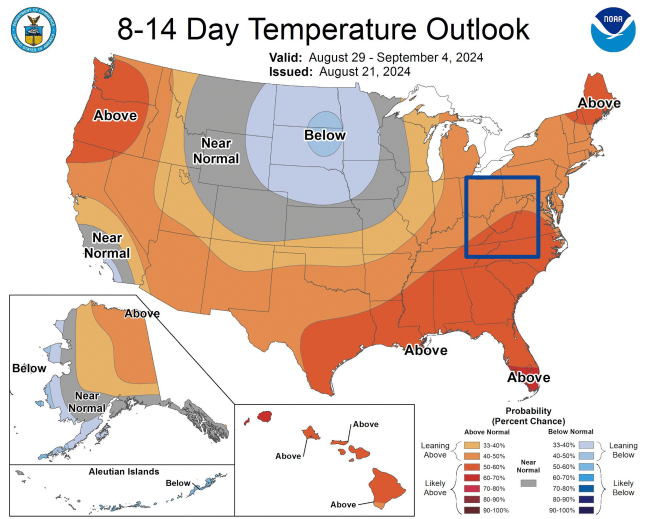 8-14 Day Temperature Outlook
NOAA
Valid: August 29 - September 4, 2024
Issued: August 21, 2024
Above
Near
Normal
Below
Above
Near
Normal
Above
Above
Above
Below
Near
Normal
Aleutian Islands
Below
Above
Above
Above
Above
Probability
(Percent Chance)
Above Normal
Below Normal
Leaning
Above
33-40%
40-50%
Likely
Above
50-60%
60-70%
70-80%
80-90%
90-100%
Near
Normal
33-40%
40-50%
Leaning
Below
50-60%
60-70%
70-80%
80-90%
90-100%
Likely
Below